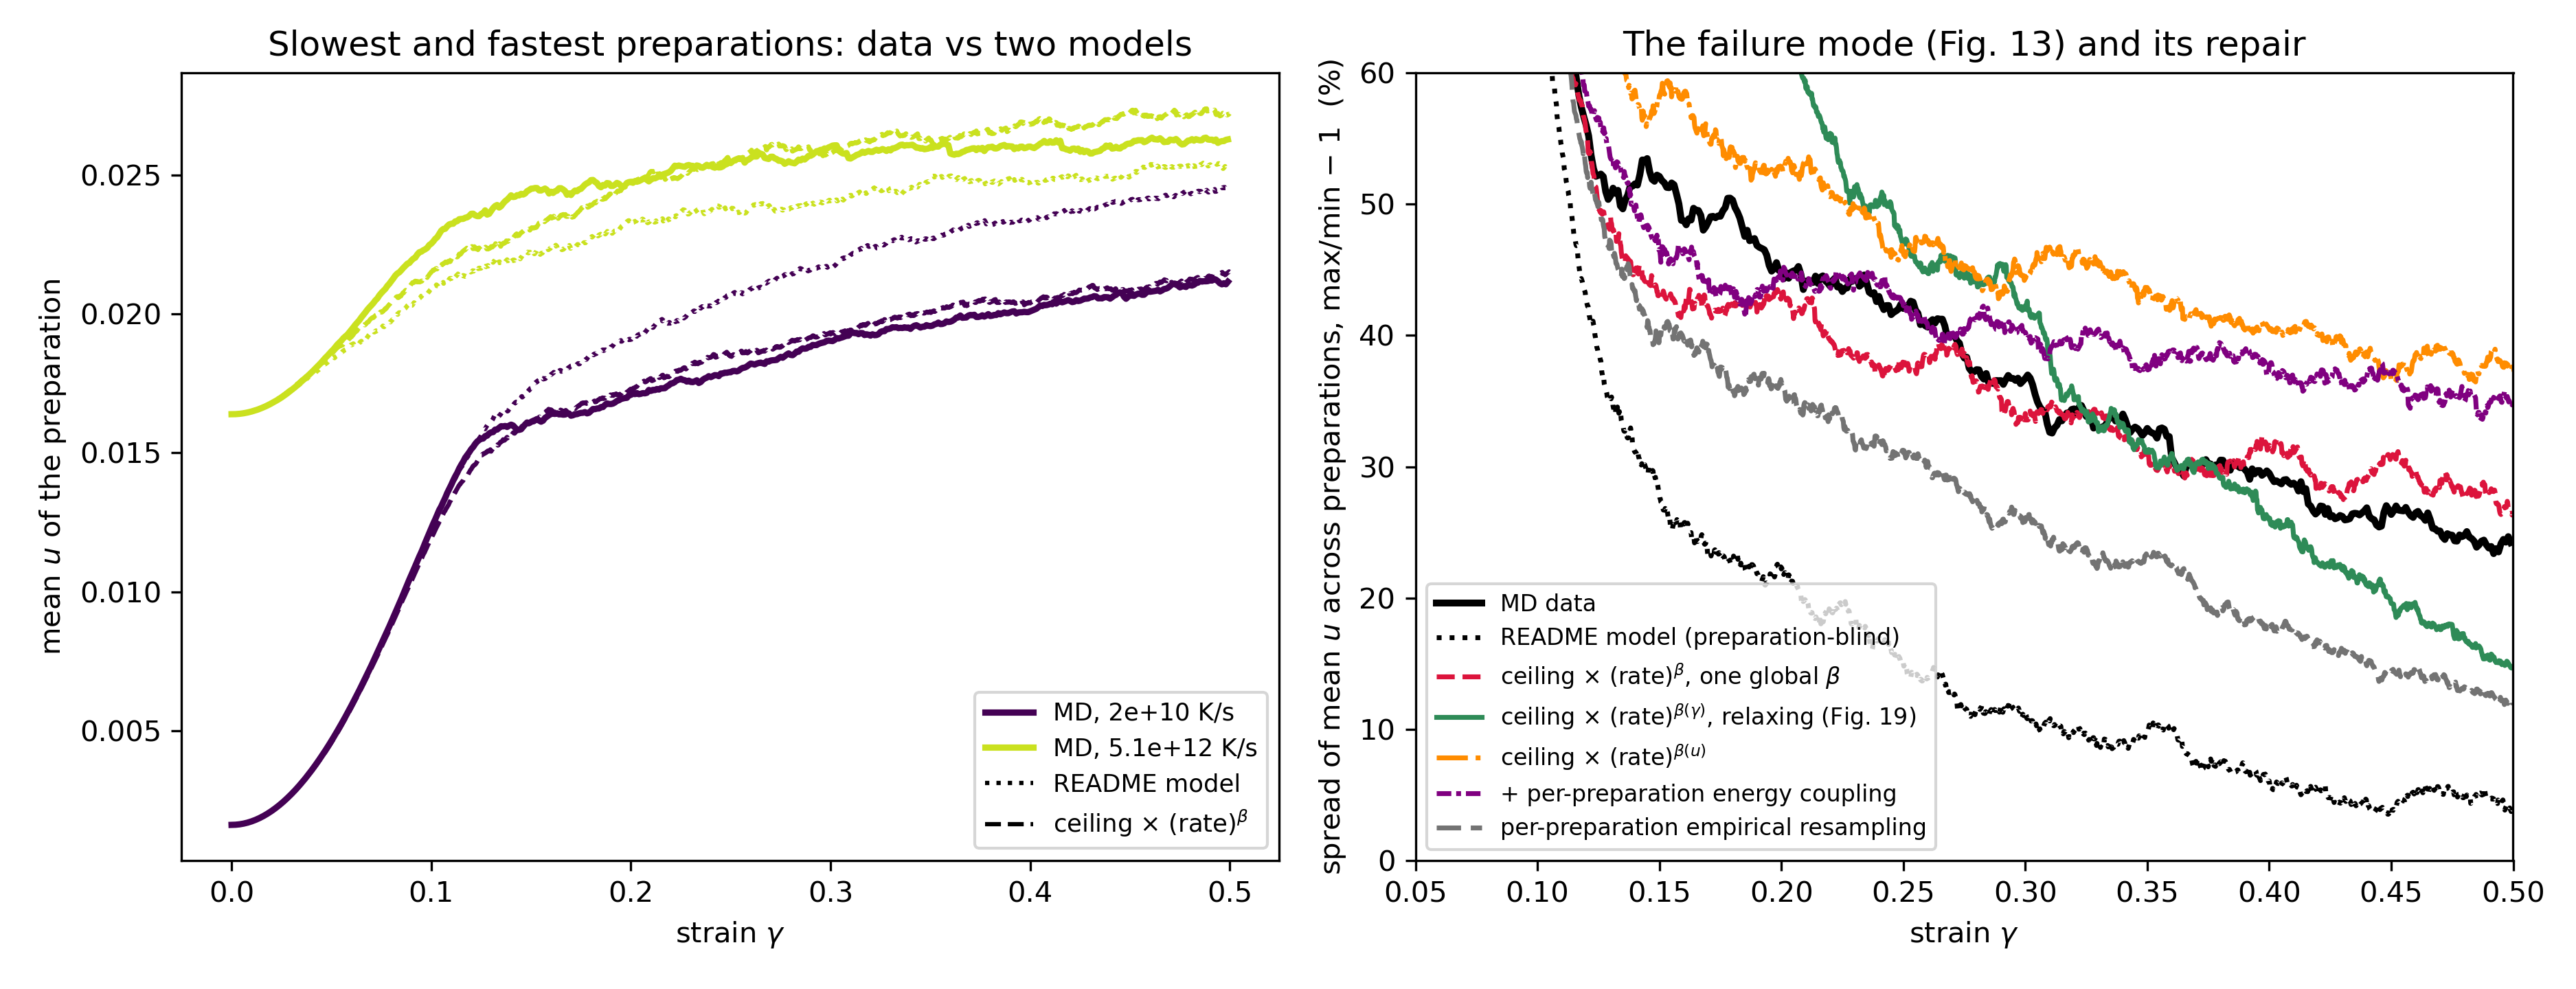 Slowest and fastest preparations: data vs two models
mean u of the preparation
0.025
0.020
0.015
0.010
0.005
0.0 0.1 0.2 0.3 0.4 0.5
strain γ
MD, 2e+10 K/s
MD, 5.1e+12 K/s
README model
ceiling × (rate)^β
The failure mode (Fig. 13) and its repair
spread of mean u across preparations, max/min − 1 (%)
60
50
40
30
20
10
0
0.05 0.10 0.15 0.20 0.25 0.30 0.35 0.40 0.45 0.50
strain γ
MD data
README model (preparation-blind)
ceiling × (rate)^β, one global β
ceiling × (rate)^β(γ), relaxing (Fig. 19)
ceiling × (rate)^β(u)
+ per-preparation energy coupling
per-preparation empirical resampling